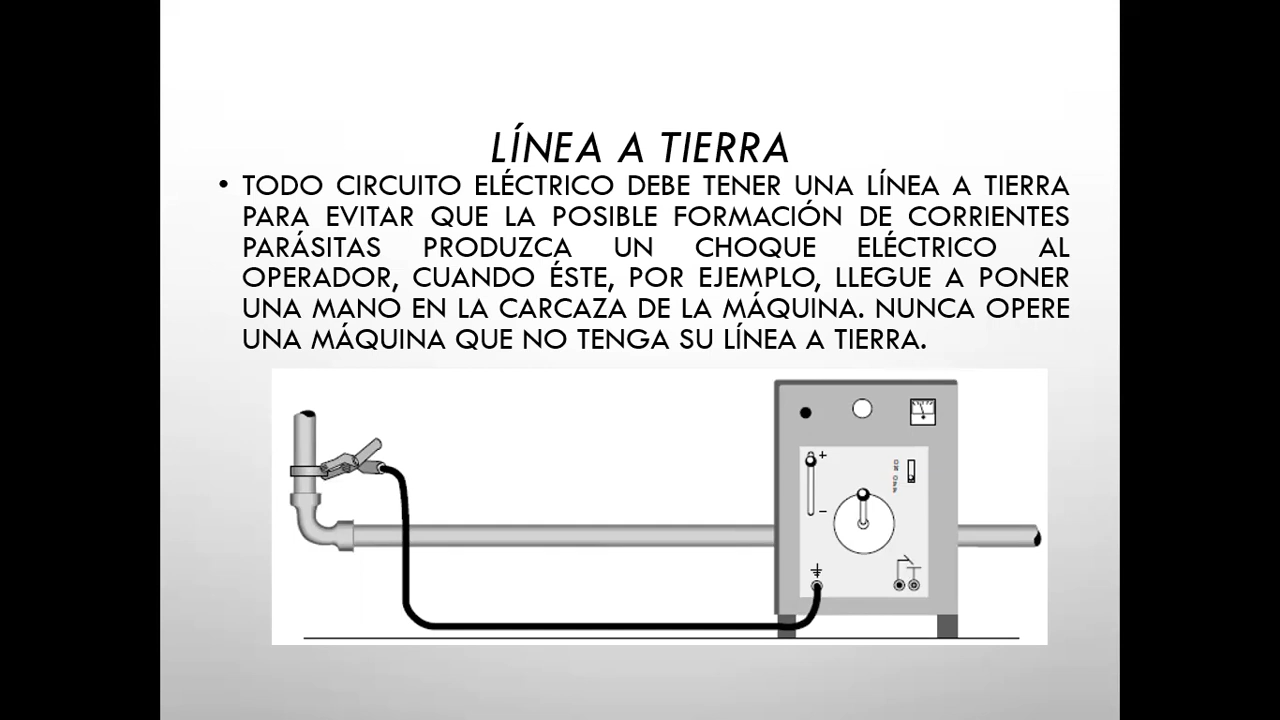 LÍNEA A TIERRA
• TODO CIRCUITO ELÉCTRICO DEBE TENER UNA LÍNEA A TIERRA
PARA EVITAR QUE LA POSIBLE FORMACIÓN DE CORRIENTES
PARÁSITAS PRODUZCA UN CHOQUE ELÉCTRICO AL
OPERADOR, CUANDO ÉSTE, POR EJEMPLO, LLEGUE A PONER
UNA MANO EN LA CARCAZA DE LA MÁQUINA. NUNCA OPERE
UNA MÁQUINA QUE NO TENGA SU LÍNEA A TIERRA.
+
−
ON OFF